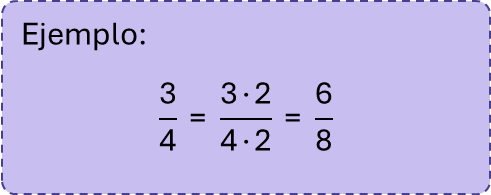 Ejemplo:
3/4 = 3·2/4·2 = 6/8